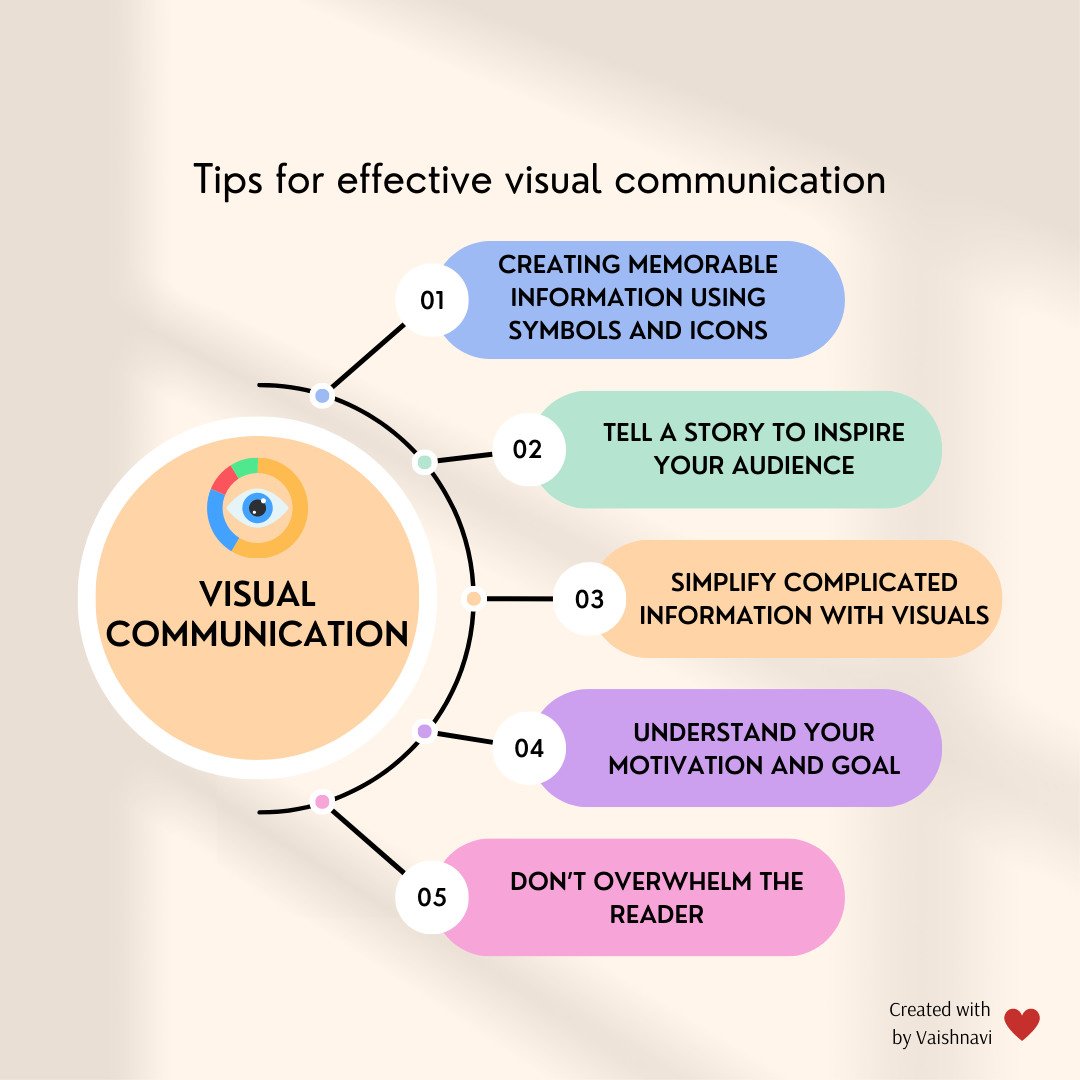 Tips for effective visual communication
01
CREATING MEMORABLE
INFORMATION USING
SYMBOLS AND ICONS
02
TELL A STORY TO INSPIRE
YOUR AUDIENCE
VISUAL
COMMUNICATION
03
SIMPLIFY COMPLICATED
INFORMATION WITH VISUALS
04
UNDERSTAND YOUR
MOTIVATION AND GOAL
05
DON'T OVERWHELM THE
READER
Created with
by Vaishnavi